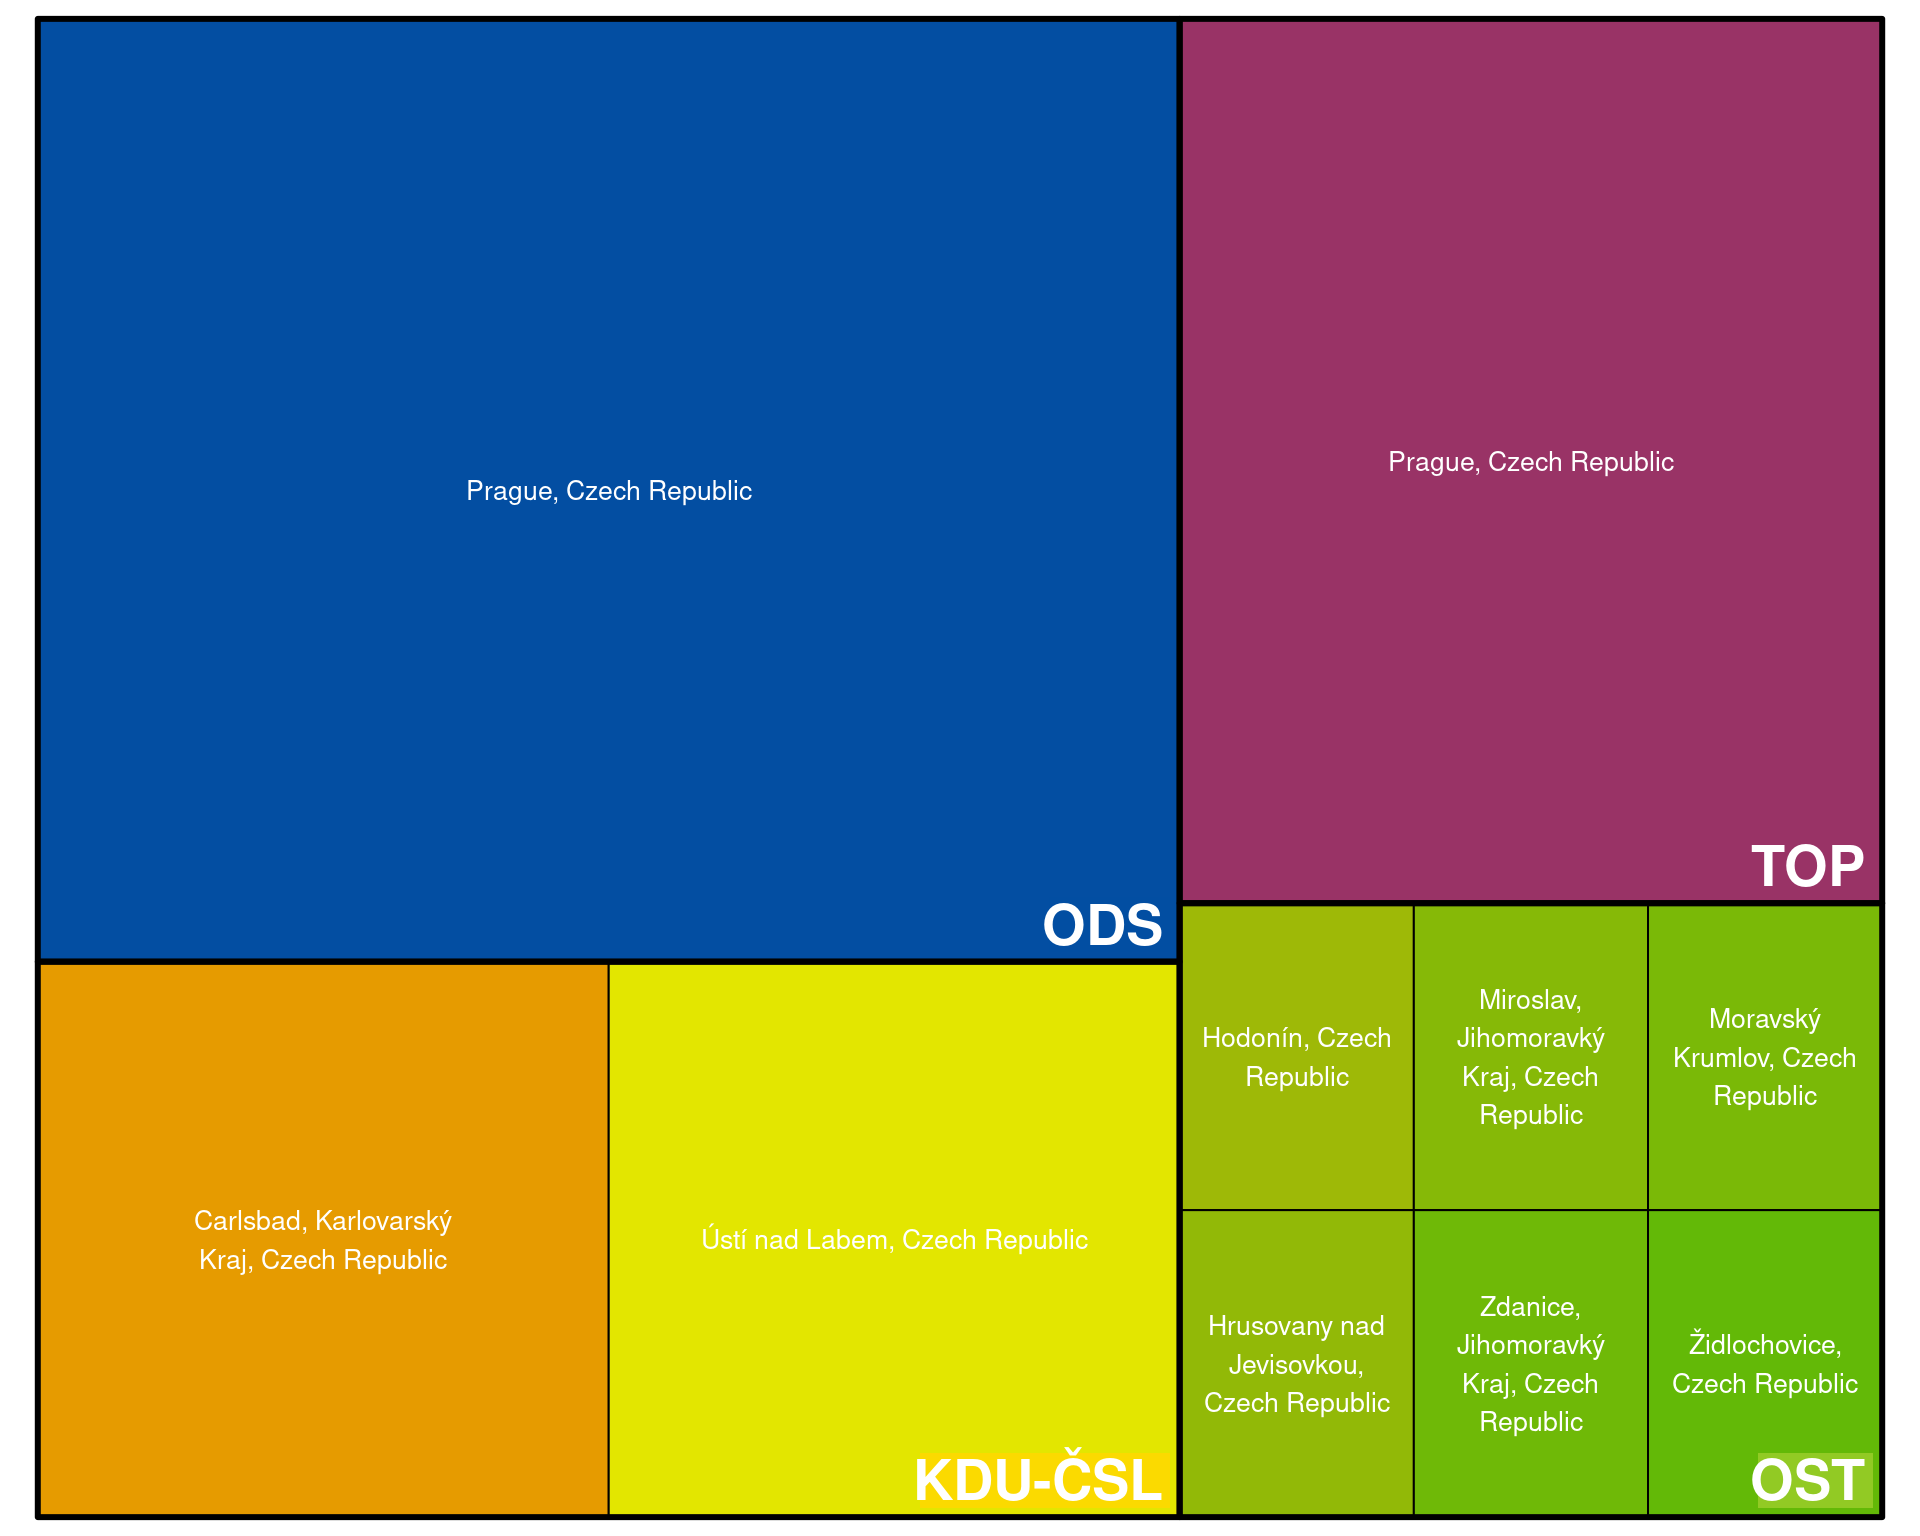 Prague, Czech Republic
ODS
Prague, Czech Republic
TOP
Carlsbad, Karlovarský
Kraj, Czech Republic
Ústí nad Labem, Czech Republic
KDU-ČSL
Hodonín, Czech
Republic
Miroslav,
Jihomoravký
Kraj, Czech
Republic
Moravský
Krumlov, Czech
Republic
Hrusovany nad
Jevisovkou,
Czech Republic
Zdanice,
Jihomoravký
Kraj, Czech
Republic
Židlochovice,
Czech Republic
OST